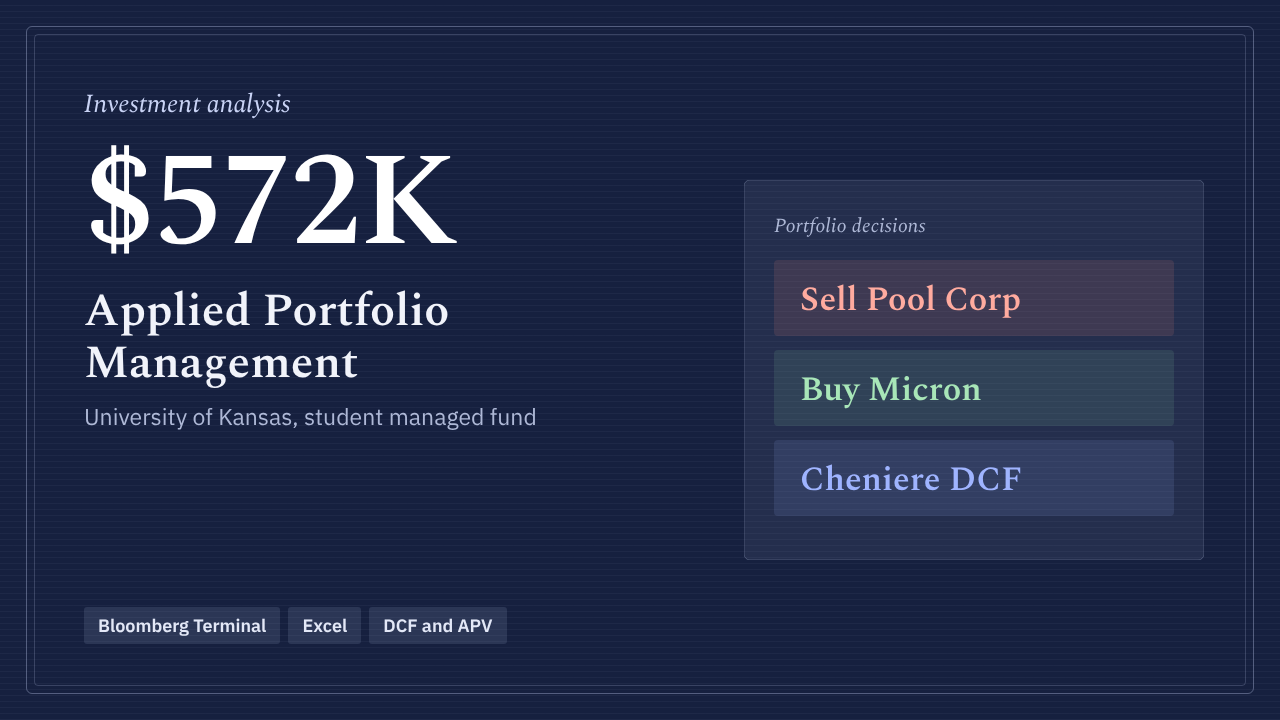 Investment analysis
$572K
Applied Portfolio
Management
University of Kansas, student managed fund
Portfolio decisions
Sell Pool Corp
Buy Micron
Cheniere DCF
Bloomberg Terminal
Excel
DCF and APV